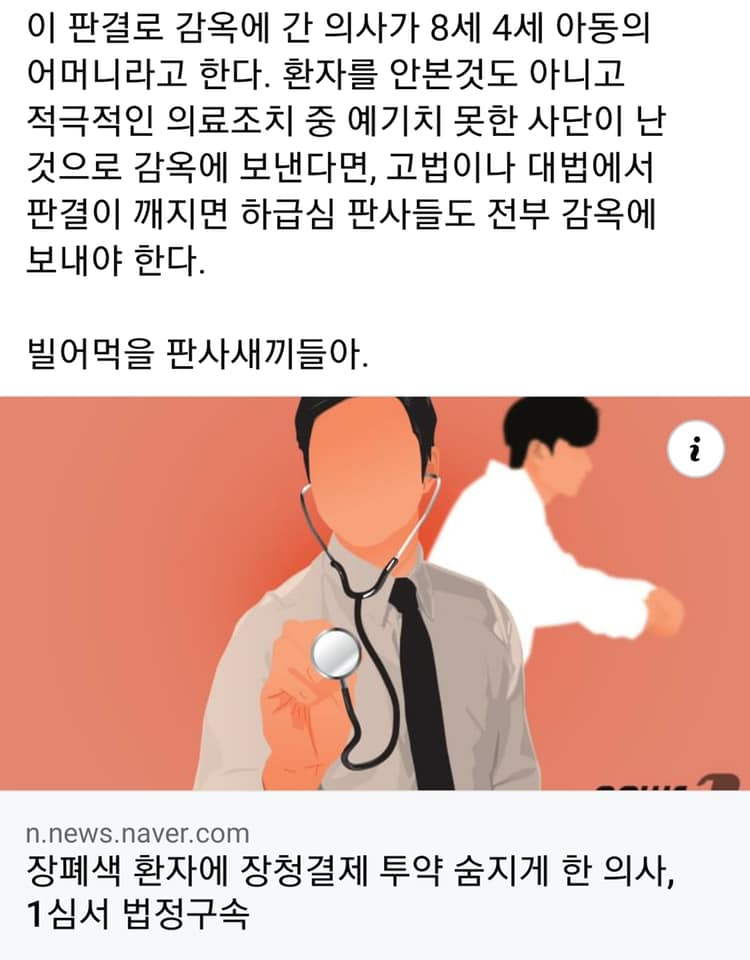 이 판결로 감옥에 간 의사가 8세 4세 아동의
어머니라고 한다. 환자를 안본것도 아니고
적극적인 의료조치 중 예기치 못한 사단이 난
것으로 감옥에 보낸다면, 고법이나 대법에서
판결이 깨지면 하급심 판사들도 전부 감옥에
보내야 한다.
빌어먹을 판사새끼들아.
i
n.news.naver.com
장폐색 환자에 장청결제 투약 숨지게 한 의사,
1심서 법정구속